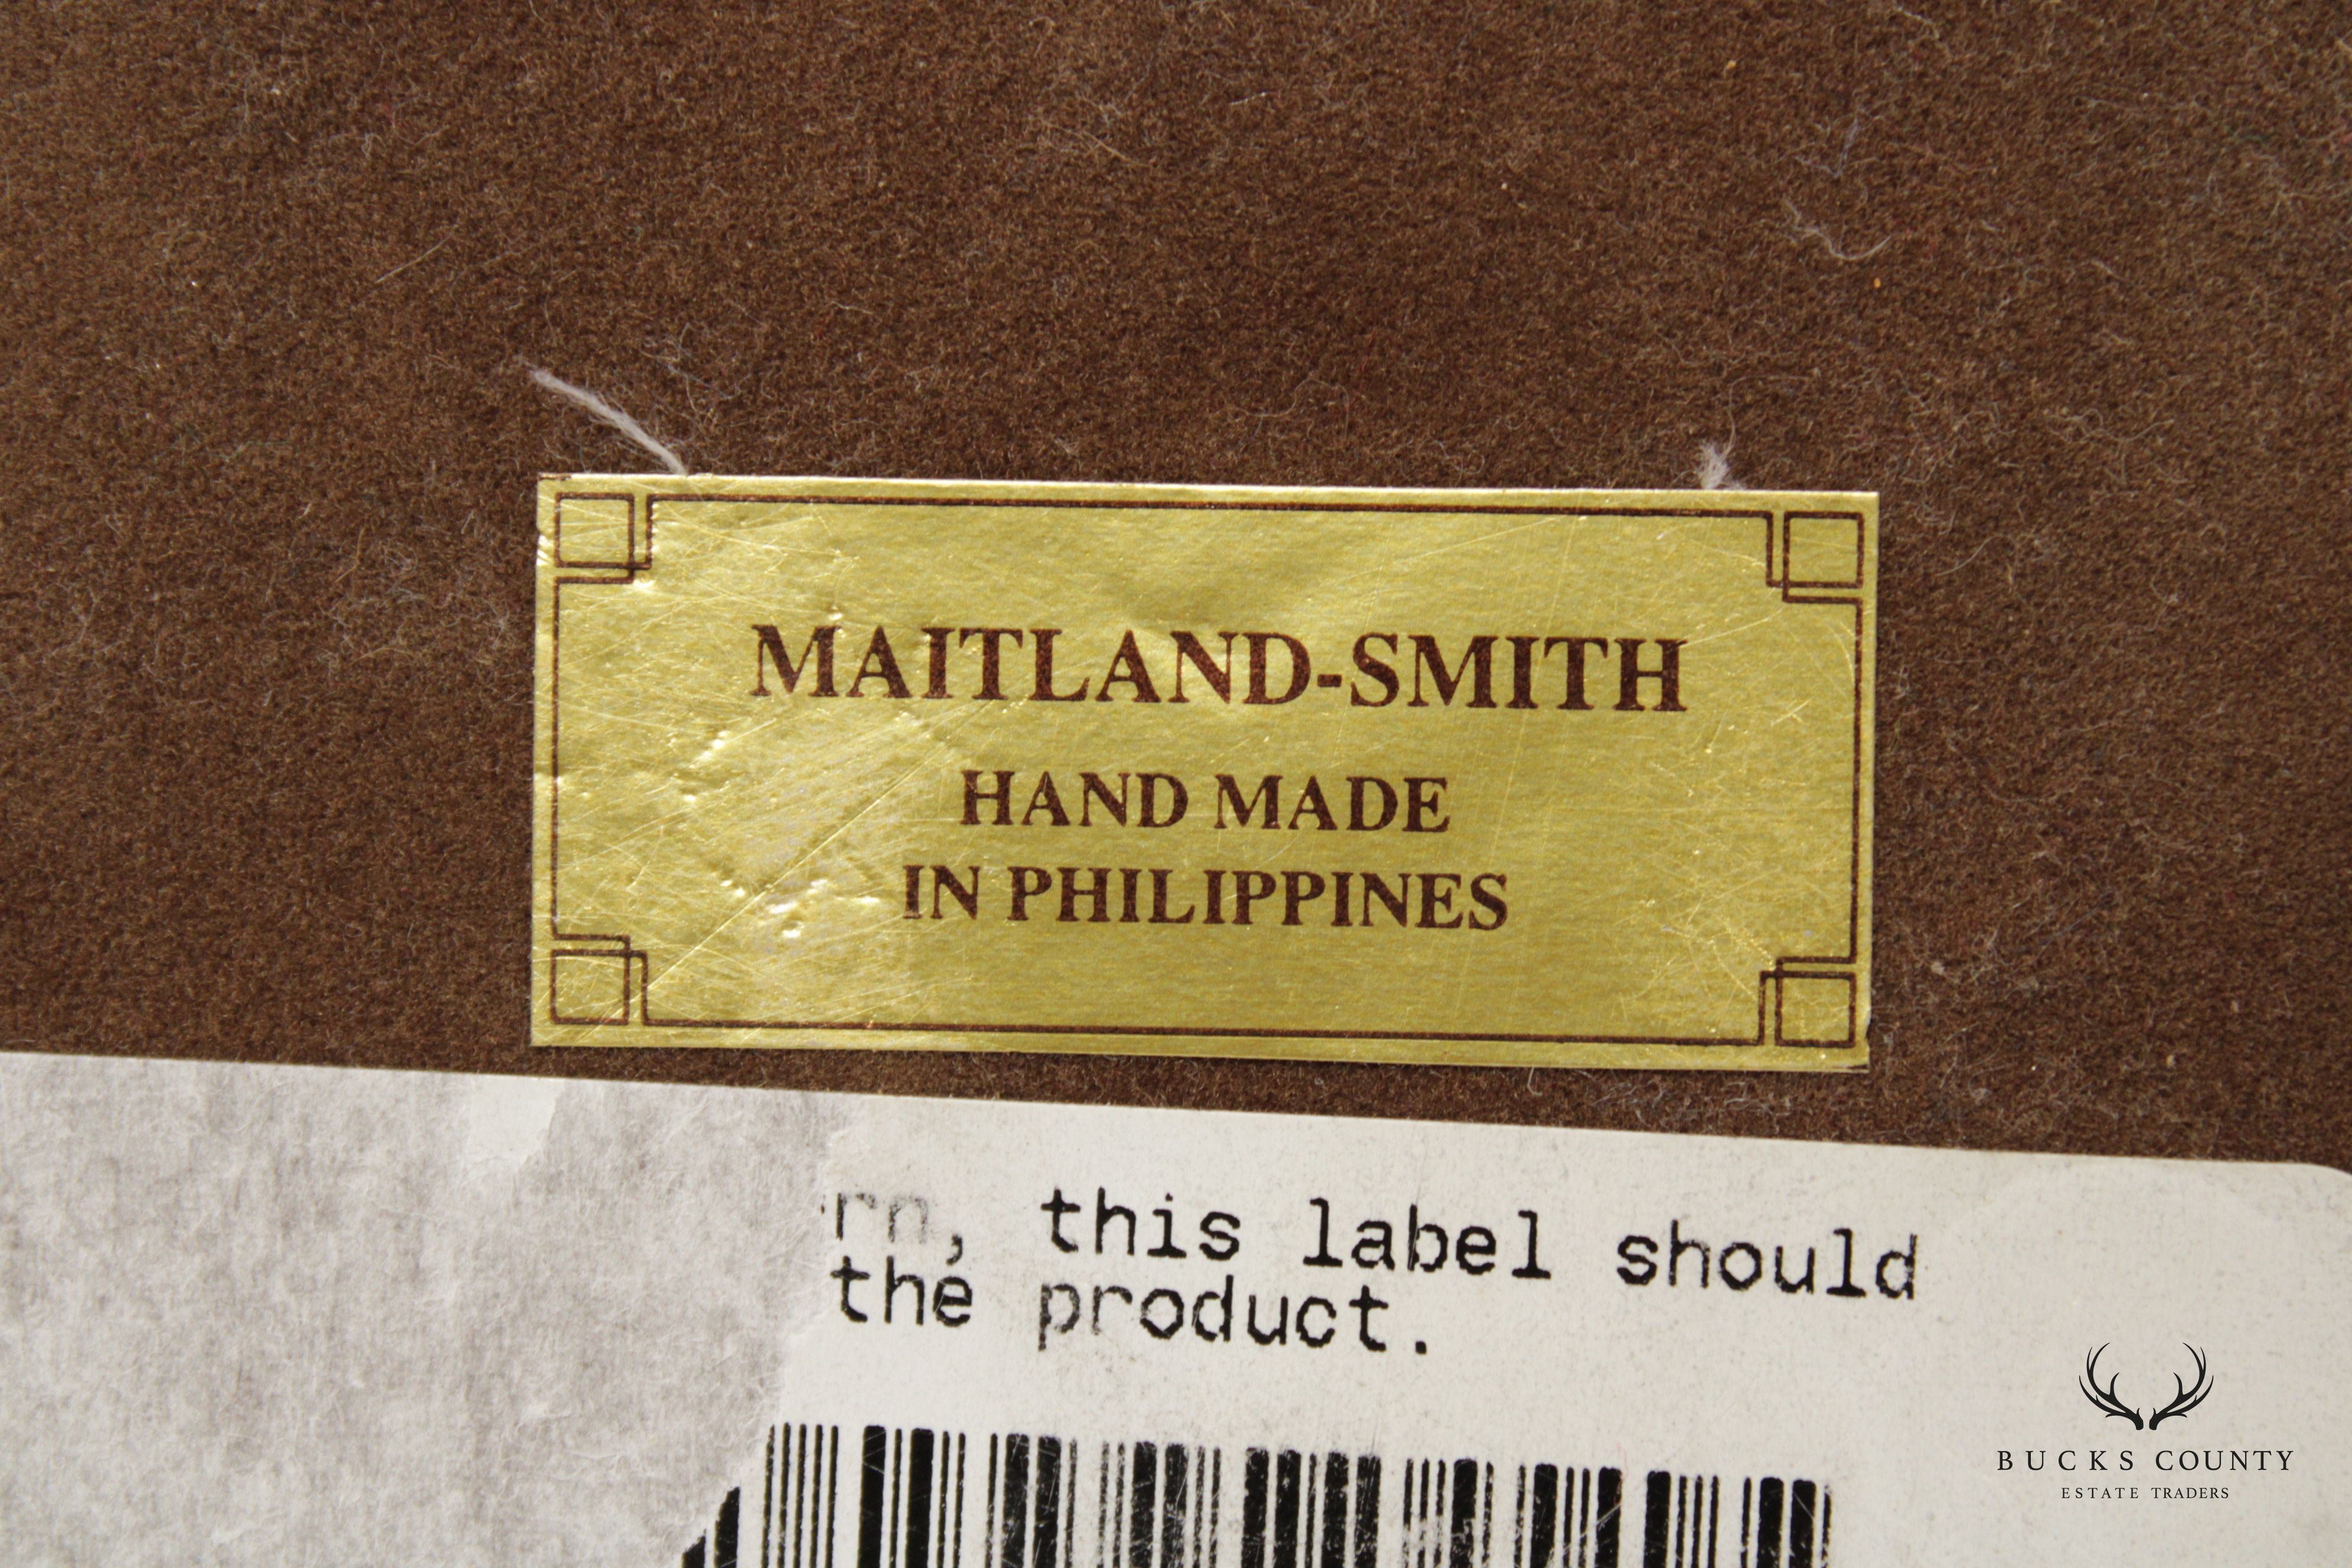 MAITLAND-SMITH
HAND MADE
IN PHILIPPINES
rn, this label should
the product.
BUCKS COUNTY
ESTATE TRADERS